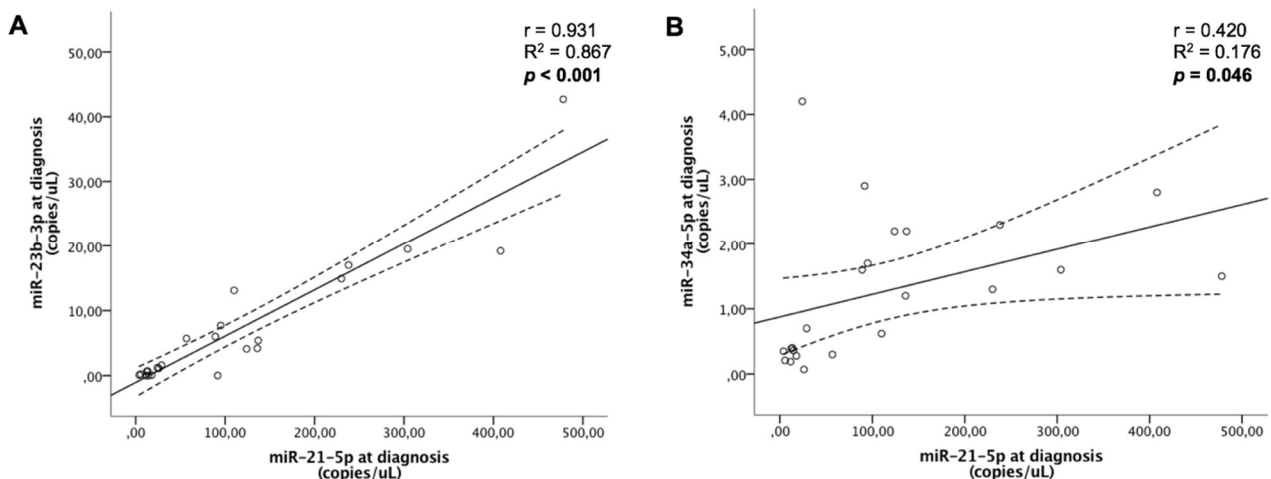 A
r = 0.931
R² = 0.867
p < 0.001
50,00
40,00
30,00
20,00
10,00
,00
miR-23b-3p at diagnosis
(copies/uL)
,00 100,00 200,00 300,00 400,00 500,00
miR-21-5p at diagnosis
(copies/uL)
B
r = 0.420
R² = 0.176
p = 0.046
5,00
4,00
3,00
2,00
1,00
,00
miR-34a-5p at diagnosis
(copies/uL)
,00 100,00 200,00 300,00 400,00 500,00
miR-21-5p at diagnosis
(copies/uL)